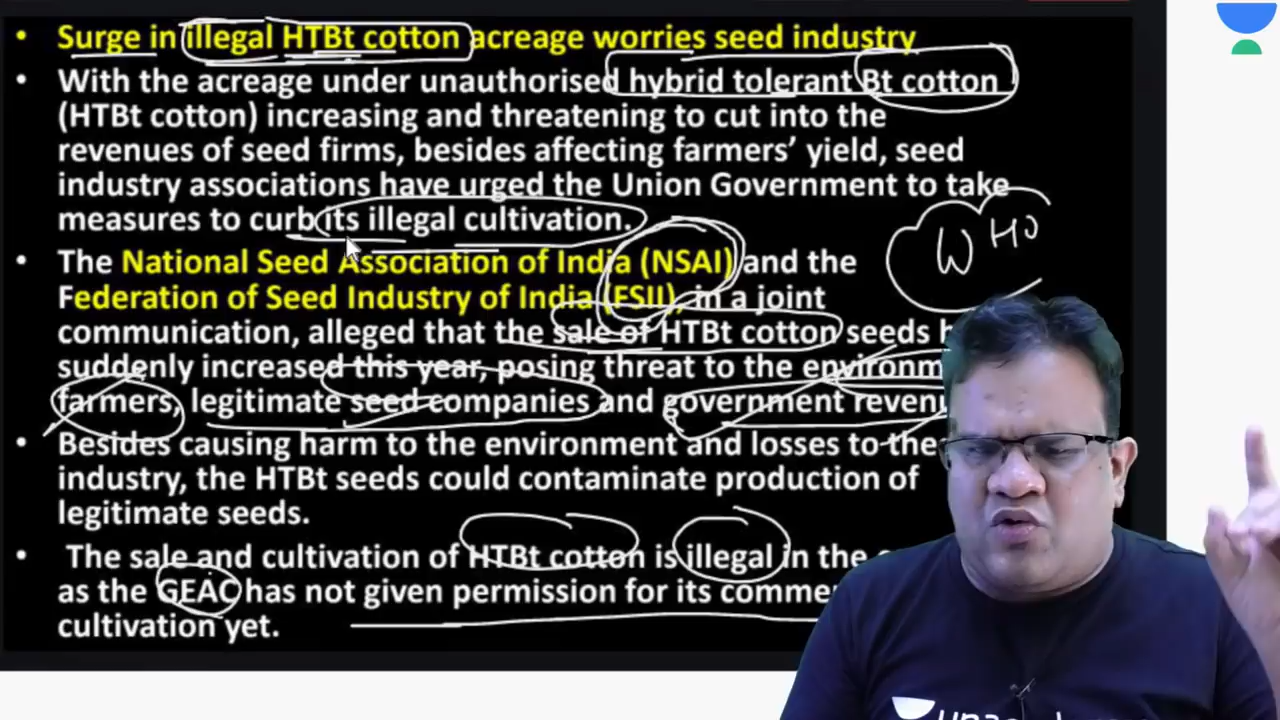 • Surge in illegal HTBt cotton acreage worries seed industry
• With the acreage under unauthorised hybrid tolerant Bt cotton
(HTBt cotton) increasing and threatening to cut into the
revenues of seed firms, besides affecting farmers' yield, seed
industry associations have urged the Union Government to take
measures to curb its illegal cultivation.
W HO
• The National Seed Association of India (NSAI) and the
Federation of Seed Industry of India (FSII), in a joint
communication, alleged that the sale of HTBt cotton seeds
suddenly increased this year, posing threat to the
farmers, legitimate seed companies and government
• Besides causing harm to the environment and losses to the
industry, the HTBt seeds could contaminate production of
legitimate seeds.
• The sale and cultivation of HTBt cotton is illegal in the
as the GEAC has not given permission for its
cultivation yet.